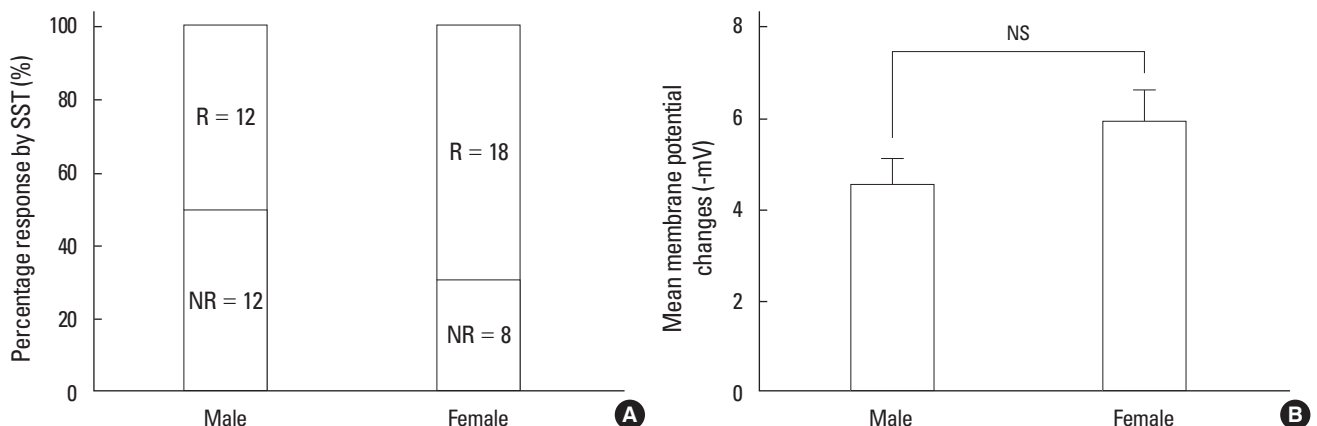 Percentage response by SST (%)
100
80
60
40
20
0
R = 12
NR = 12
R = 18
NR = 8
Male
Female
A
Mean membrane potential
changes (-mV)
8
6
4
2
0
NS
Male
Female
B